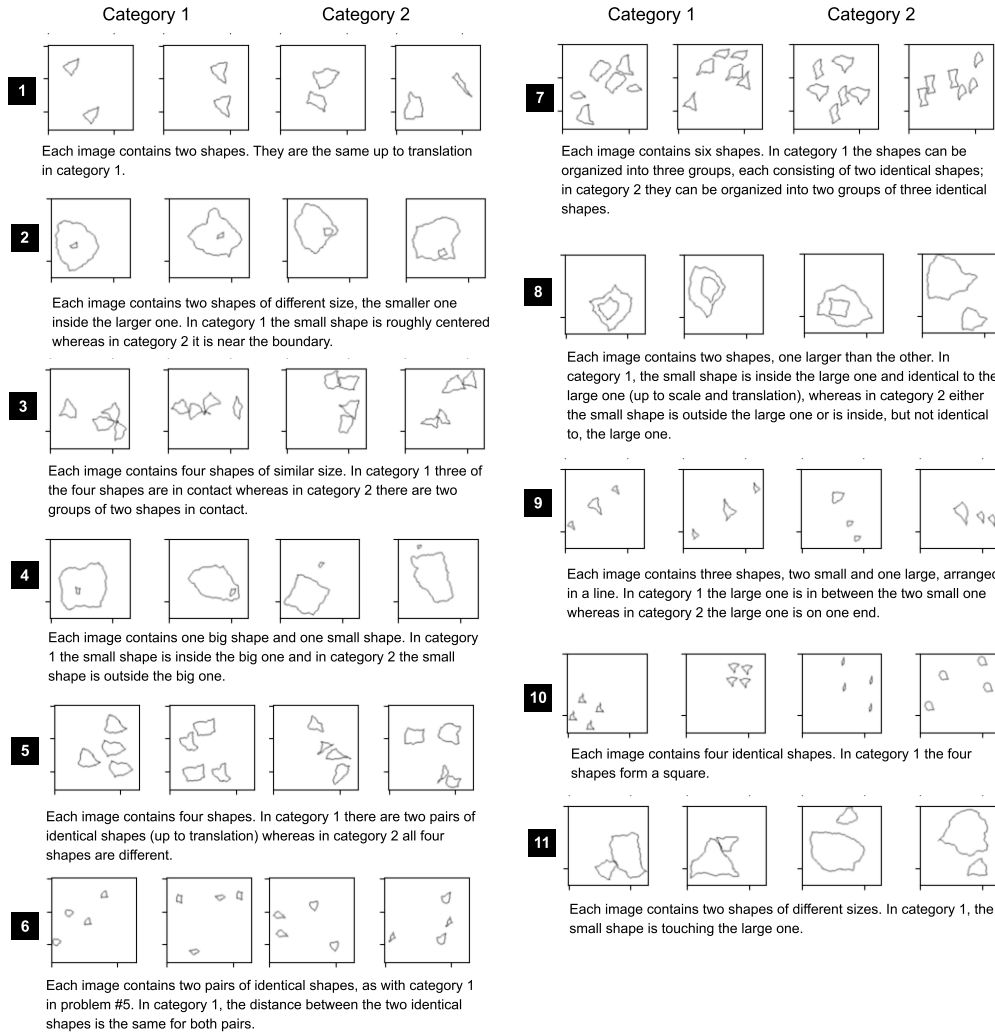 Category 1
Category 2
1
Each image contains two shapes. They are the same up to translation
in category 1.
2
Each image contains two shapes of different size, the smaller one
inside the larger one. In category 1 the small shape is roughly centered
whereas in category 2 it is near the boundary.
3
Each image contains four shapes of similar size. In category 1 three of
the four shapes are in contact whereas in category 2 there are two
groups of two shapes in contact.
4
Each image contains one big shape and one small shape. In category
1 the small shape is inside the big one and in category 2 the small
shape is outside the big one.
5
Each image contains four shapes. In category 1 there are two pairs of
identical shapes (up to translation) whereas in category 2 all four
shapes are different.
6
Each image contains two pairs of identical shapes, as with category 1
in problem #5. In category 1, the distance between the two identical
shapes is the same for both pairs.
Category 1
Category 2
7
Each image contains six shapes. In category 1 the shapes can be
organized into three groups, each consisting of two identical shapes;
in category 2 they can be organized into two groups of three identical
shapes.
8
Each image contains two shapes, one larger than the other. In
category 1, the small shape is inside the large one and identical to the
large one (up to scale and translation), whereas in category 2 either
the small shape is outside the large one or is inside, but not identical
to, the large one.
9
Each image contains three shapes, two small and one large, arranged
in a line. In category 1 the large one is in between the two small one
whereas in category 2 the large one is on one end.
10
Each image contains four identical shapes. In category 1 the four
shapes form a square.
11
Each image contains two shapes of different sizes. In category 1, the
small shape is touching the large one.